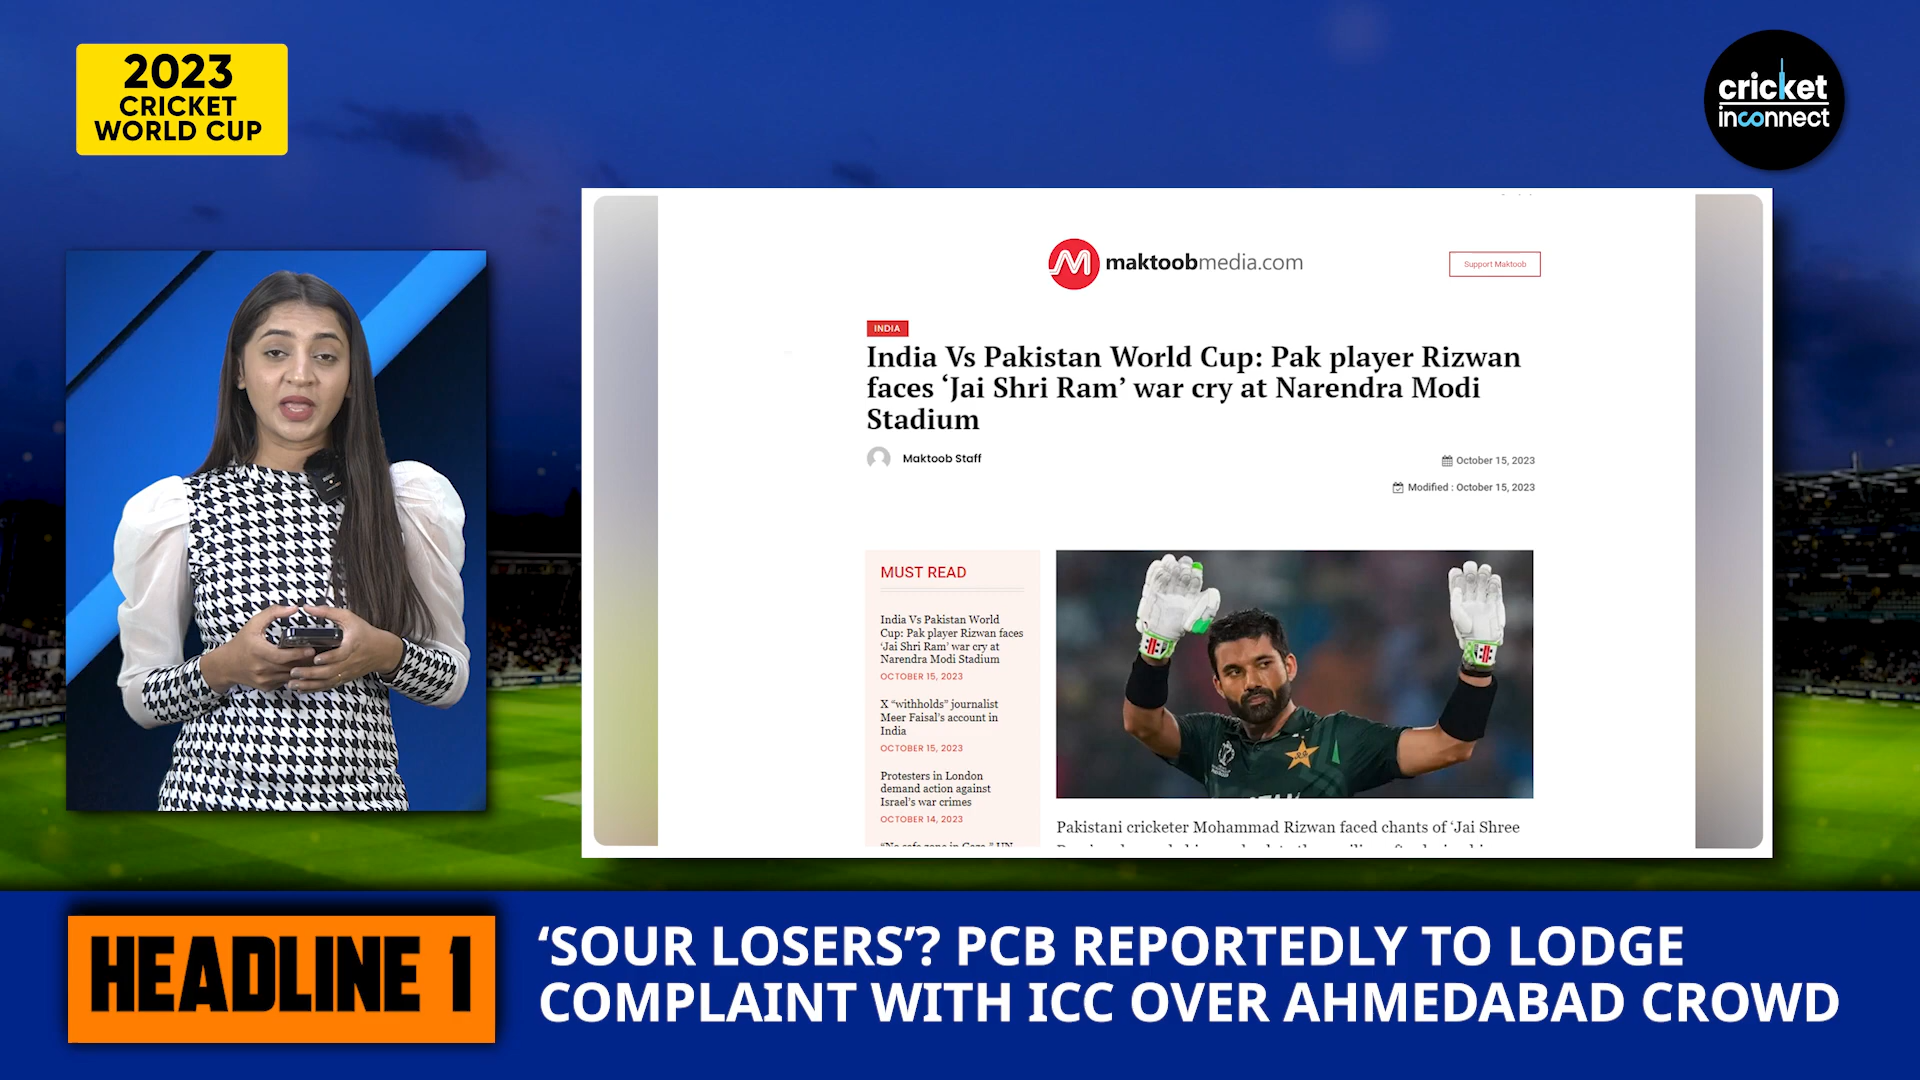 2023
CRICKET
WORLD CUP
cricket
inconnect
maktoobmedia.com
Support Maktoob
INDIA
India Vs Pakistan World Cup: Pak player Rizwan
faces ‘Jai Shri Ram’ war cry at Narendra Modi
Stadium
Maktoob Staff
October 15, 2023
Modified : October 15, 2023
MUST READ
India Vs Pakistan World
Cup: Pak player Rizwan faces
‘Jai Shri Ram’ war cry at
Narendra Modi Stadium
OCTOBER 15, 2023
X “withholds” journalist
Meer Faisal’s account in
India
OCTOBER 15, 2023
Protesters in London
demand action against
Israel’s war crimes
OCTOBER 14, 2023
Pakistani cricketer Mohammad Rizwan faced chants of ‘Jai Shree
HEADLINE 1
‘SOUR LOSERS’? PCB REPORTEDLY TO LODGE
COMPLAINT WITH ICC OVER AHMEDABAD CROWD